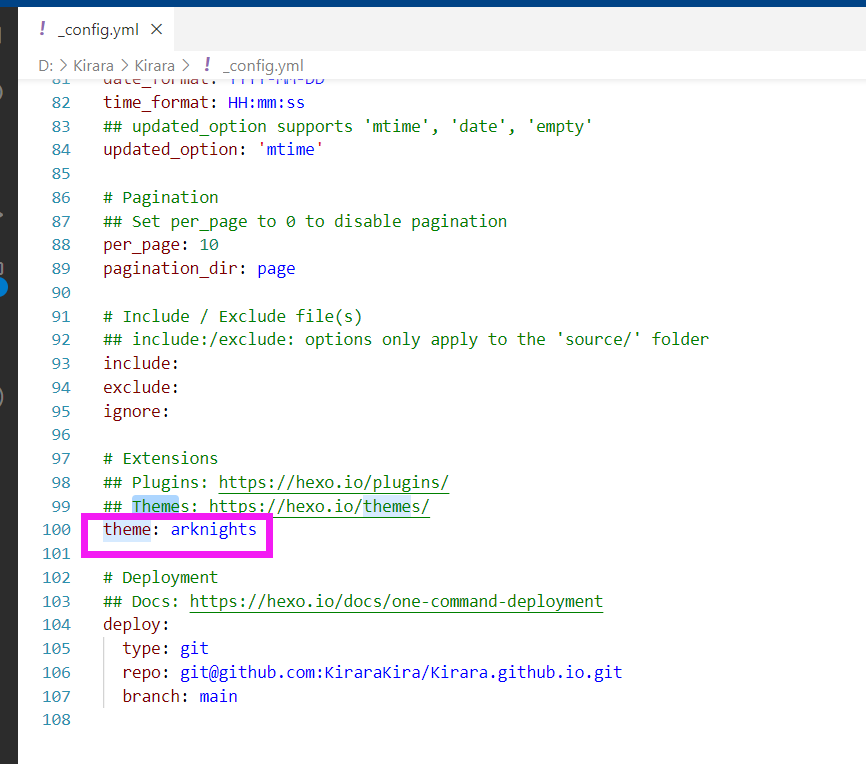 ! _config.yml ×
D: > Kirara > Kirara > ! _config.yml
81 date_format: YYYY-MM-DD
82 time_format: HH:mm:ss
83 ## updated_option supports 'mtime', 'date', 'empty'
84 updated_option: 'mtime'
85
86 # Pagination
87 ## Set per_page to 0 to disable pagination
88 per_page: 10
89 pagination_dir: page
90
91 # Include / Exclude file(s)
92 ## include:/exclude: options only apply to the 'source/' folder
93 include:
94 exclude:
95 ignore:
96
97 # Extensions
98 ## Plugins: https://hexo.io/plugins/
99 ## Themes: https://hexo.io/themes/
100 theme: arknights
101
102 # Deployment
103 ## Docs: https://hexo.io/docs/one-command-deployment
104 deploy:
105   type: git
106   repo: git@github.com:KiraraKira/Kirara.github.io.git
107   branch: main
108